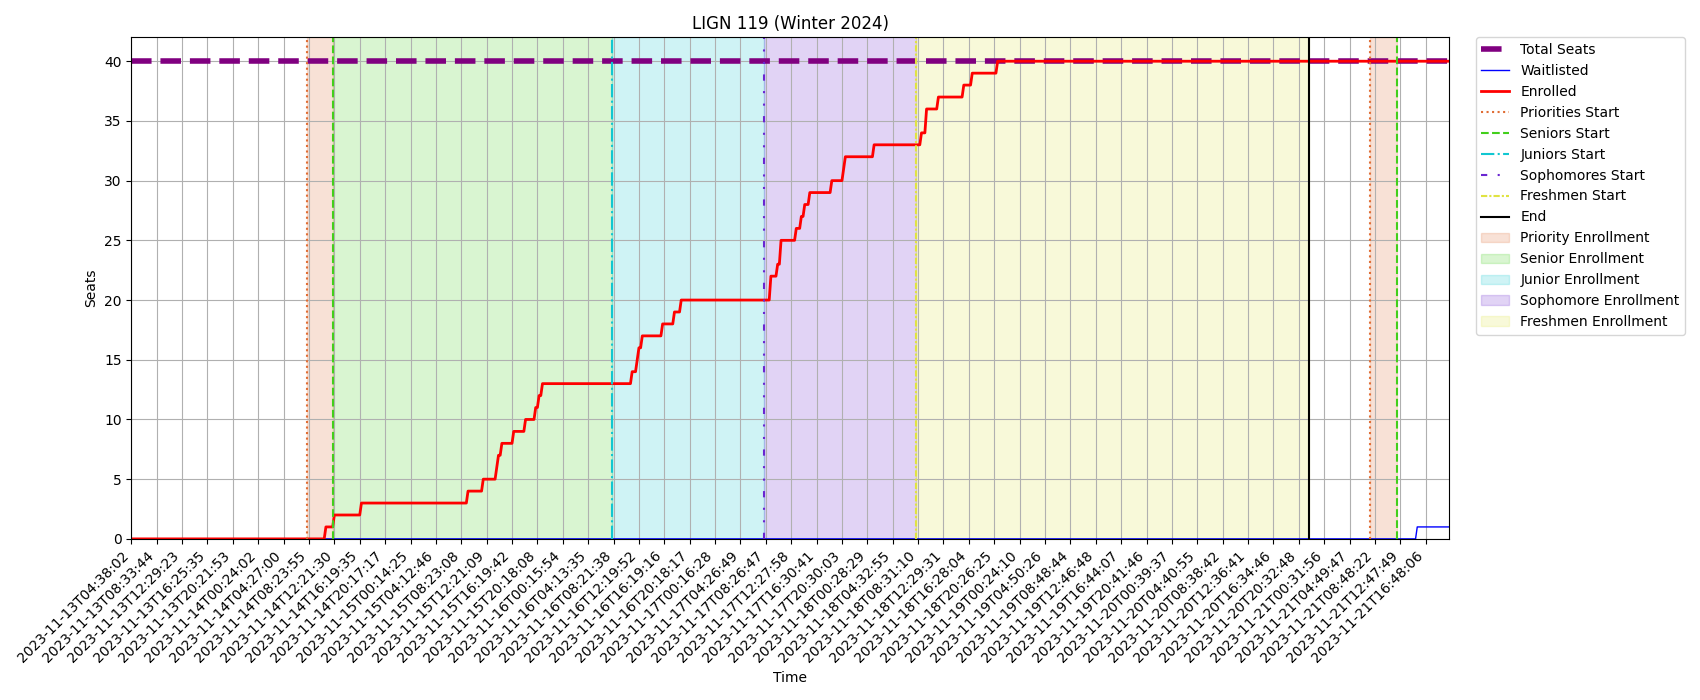 LIGN 119 (Winter 2024)
Seats
40
35
30
25
20
15
10
5
0
2023-11-13T04:38:02
2023-11-13T08:33:44
2023-11-13T12:29:23
2023-11-13T16:25:35
2023-11-13T20:21:53
2023-11-14T00:24:02
2023-11-14T04:27:00
2023-11-14T08:23:55
2023-11-14T12:21:30
2023-11-14T16:19:35
2023-11-14T20:17:17
2023-11-15T00:14:25
2023-11-15T04:12:46
2023-11-15T08:23:08
2023-11-15T12:21:09
2023-11-15T16:19:42
2023-11-15T20:18:08
2023-11-16T00:15:54
2023-11-16T04:13:35
2023-11-16T08:21:38
2023-11-16T12:19:52
2023-11-16T16:19:16
2023-11-16T20:18:17
2023-11-17T00:16:28
2023-11-17T04:26:49
2023-11-17T08:26:47
2023-11-17T12:27:58
2023-11-17T16:30:41
2023-11-17T20:30:03
2023-11-18T00:28:29
2023-11-18T04:32:55
2023-11-18T08:31:10
2023-11-18T12:29:31
2023-11-18T16:28:04
2023-11-18T20:26:25
2023-11-19T00:24:10
2023-11-19T04:50:26
2023-11-19T08:48:44
2023-11-19T12:46:48
2023-11-19T16:44:07
2023-11-19T20:41:46
2023-11-20T00:39:37
2023-11-20T04:40:55
2023-11-20T08:38:42
2023-11-20T12:36:41
2023-11-20T16:34:46
2023-11-20T20:32:48
2023-11-21T00:31:56
2023-11-21T04:49:47
2023-11-21T08:48:22
2023-11-21T12:47:49
2023-11-21T16:48:06
Time
Total Seats
Waitlisted
Enrolled
Priorities Start
Seniors Start
Juniors Start
Sophomores Start
Freshmen Start
End
Priority Enrollment
Senior Enrollment
Junior Enrollment
Sophomore Enrollment
Freshmen Enrollment